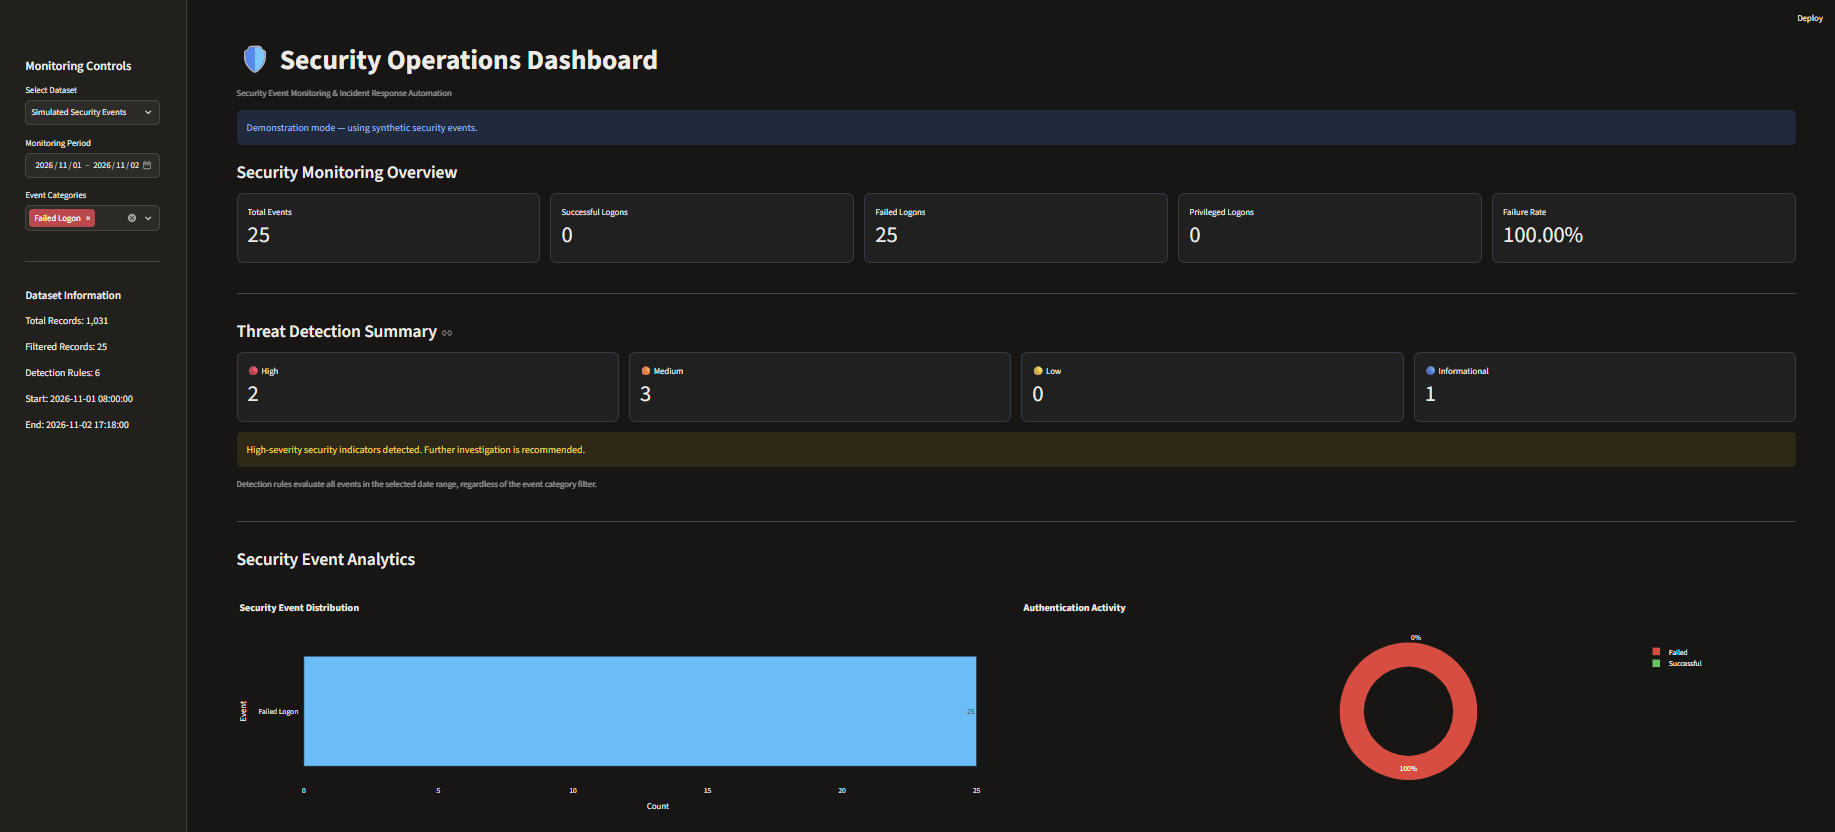 Deploy
Monitoring Controls
Select Dataset
Simulated Security Events
Monitoring Period
2026/11/01 – 2026/11/02
Event Categories
Failed Logon ×
Dataset Information
Total Records: 1,031
Filtered Records: 25
Detection Rules: 6
Start: 2026-11-01 08:00:00
End: 2026-11-02 17:18:00
Security Operations Dashboard
Security Event Monitoring & Incident Response Automation
Demonstration mode — using synthetic security events.
Security Monitoring Overview
Total Events
25
Successful Logons
0
Failed Logons
25
Privileged Logons
0
Failure Rate
100.00%
Threat Detection Summary
High
2
Medium
3
Low
0
Informational
1
High-severity security indicators detected. Further investigation is recommended.
Detection rules evaluate all events in the selected date range, regardless of the event category filter.
Security Event Analytics
Security Event Distribution
Event
Failed Logon
25
0 5 10 15 20 25
Count
Authentication Activity
0%
100%
Failed
Successful